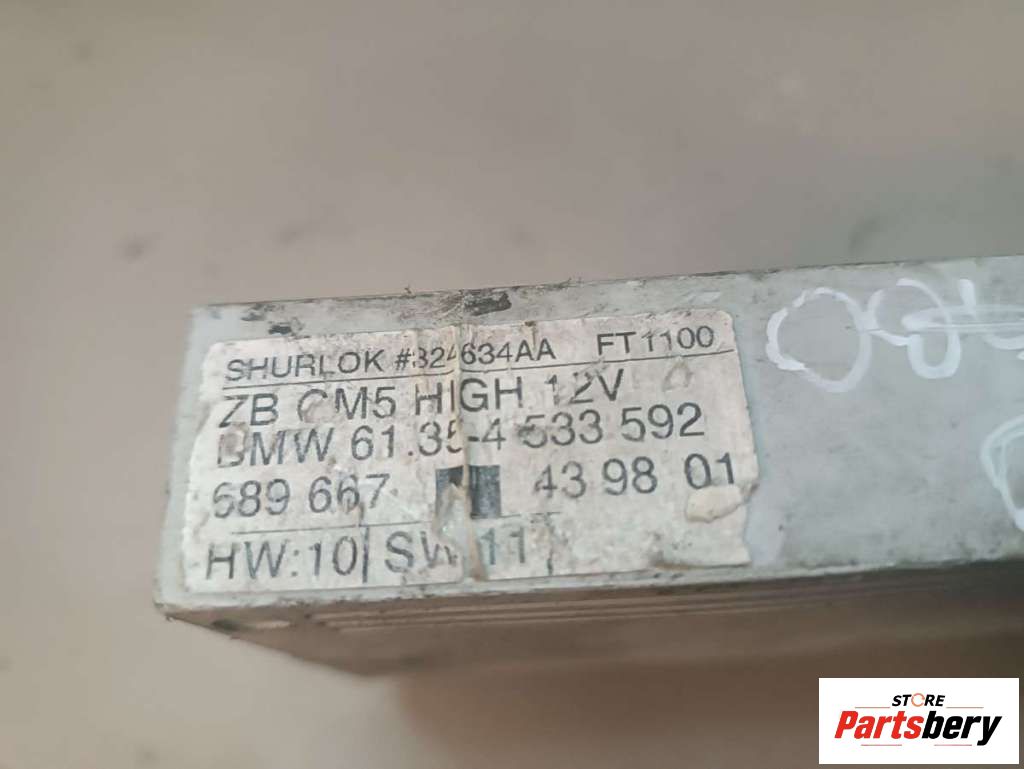 SHURLOK #324634AA FT1100
ZB CM5 HIGH 12V
BMW 61.35-4 533 592
689 667 43 98 01
HW:10 SW:11
STORE
Partsbery